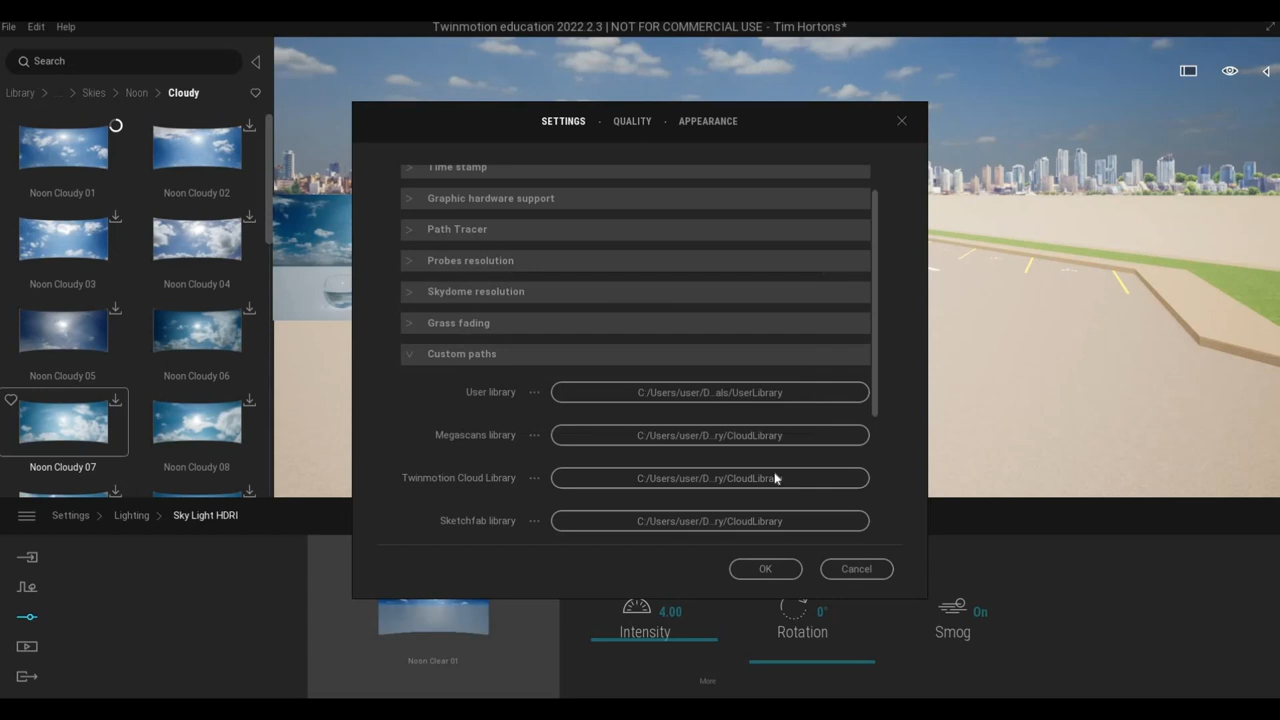 Twinmotion education 2022.2.3 | NOT FOR COMMERCIAL USE - Tim Hortons*
File Edit Help
Search
Library > ... > Skies > Noon > Cloudy
Noon Cloudy 01
Noon Cloudy 02
Noon Cloudy 03
Noon Cloudy 04
Noon Cloudy 05
Noon Cloudy 06
Noon Cloudy 07
Noon Cloudy 08
SETTINGS · QUALITY · APPEARANCE
Time stamp
Graphic hardware support
Path Tracer
Probes resolution
Skydome resolution
Grass fading
Custom paths
User library ... C:/Users/user/D...als/UserLibrary
Megascans library ... C:/Users/user/D...ry/CloudLibrary
Twinmotion Cloud Library ... C:/Users/user/D...ry/CloudLibrary
Sketchfab library ... C:/Users/user/D...ry/CloudLibrary
OK Cancel
Settings > Lighting > Sky Light HDRI
Noon Clear 01
4.00
Intensity
0°
Rotation
On
Smog
More